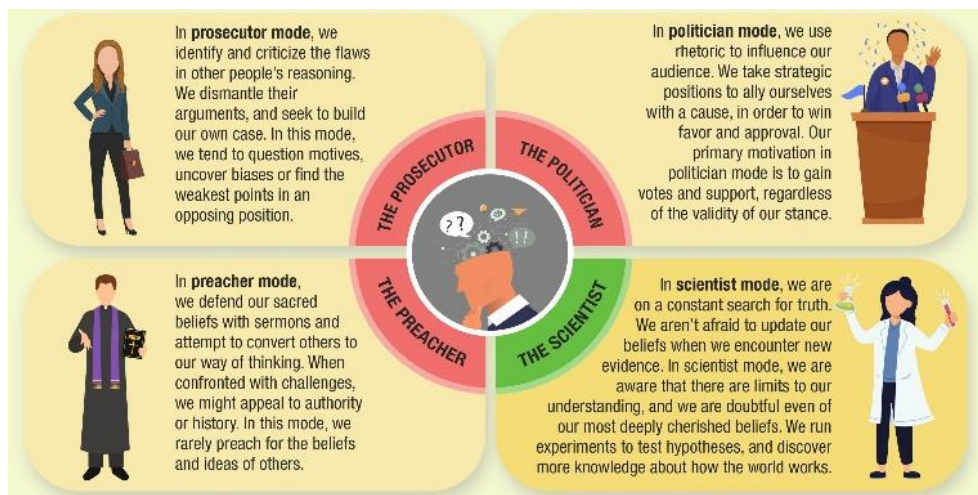 In prosecutor mode, we
identify and criticize the flaws
in other people's reasoning.
We dismantle their
arguments, and seek to build
our own case. In this mode,
we tend to question motives,
uncover biases or find the
weakest points in an
opposing position.
THE PROSECUTOR
THE POLITICIAN
In politician mode, we use
rhetoric to influence our
audience. We take strategic
positions to ally ourselves
with a cause, in order to win
favor and approval. Our
primary motivation in
politician mode is to gain
votes and support, regardless
of the validity of our stance.
??
!!
In preacher mode,
we defend our sacred
beliefs with sermons and
attempt to convert others to
our way of thinking. When
confronted with challenges,
we might appeal to authority
or history. In this mode, we
rarely preach for the beliefs
and ideas of others.
THE PREACHER
THE SCIENTIST
In scientist mode, we are
on a constant search for truth.
We aren't afraid to update our
beliefs when we encounter new
evidence. In scientist mode, we are
aware that there are limits to our
understanding, and we are doubtful even of
our most deeply cherished beliefs. We run
experiments to test hypotheses, and discover
more knowledge about how the world works.